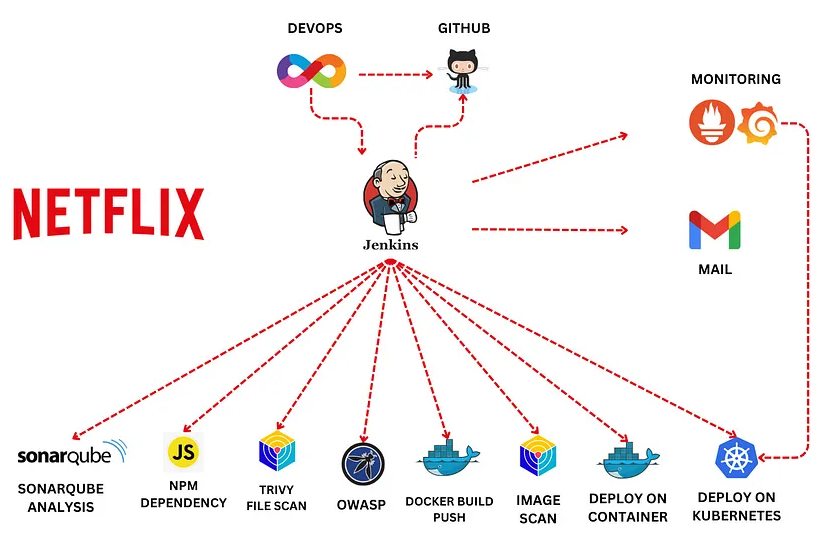 DEVOPS
GITHUB
MONITORING
NETFLIX
Jenkins
MAIL
sonarqube
JS
SONARQUBE
ANALYSIS
NPM
DEPENDENCY
TRIVY
FILE SCAN
OWASP
DOCKER BUILD
PUSH
IMAGE
SCAN
DEPLOY ON
CONTAINER
DEPLOY ON
KUBERNETES